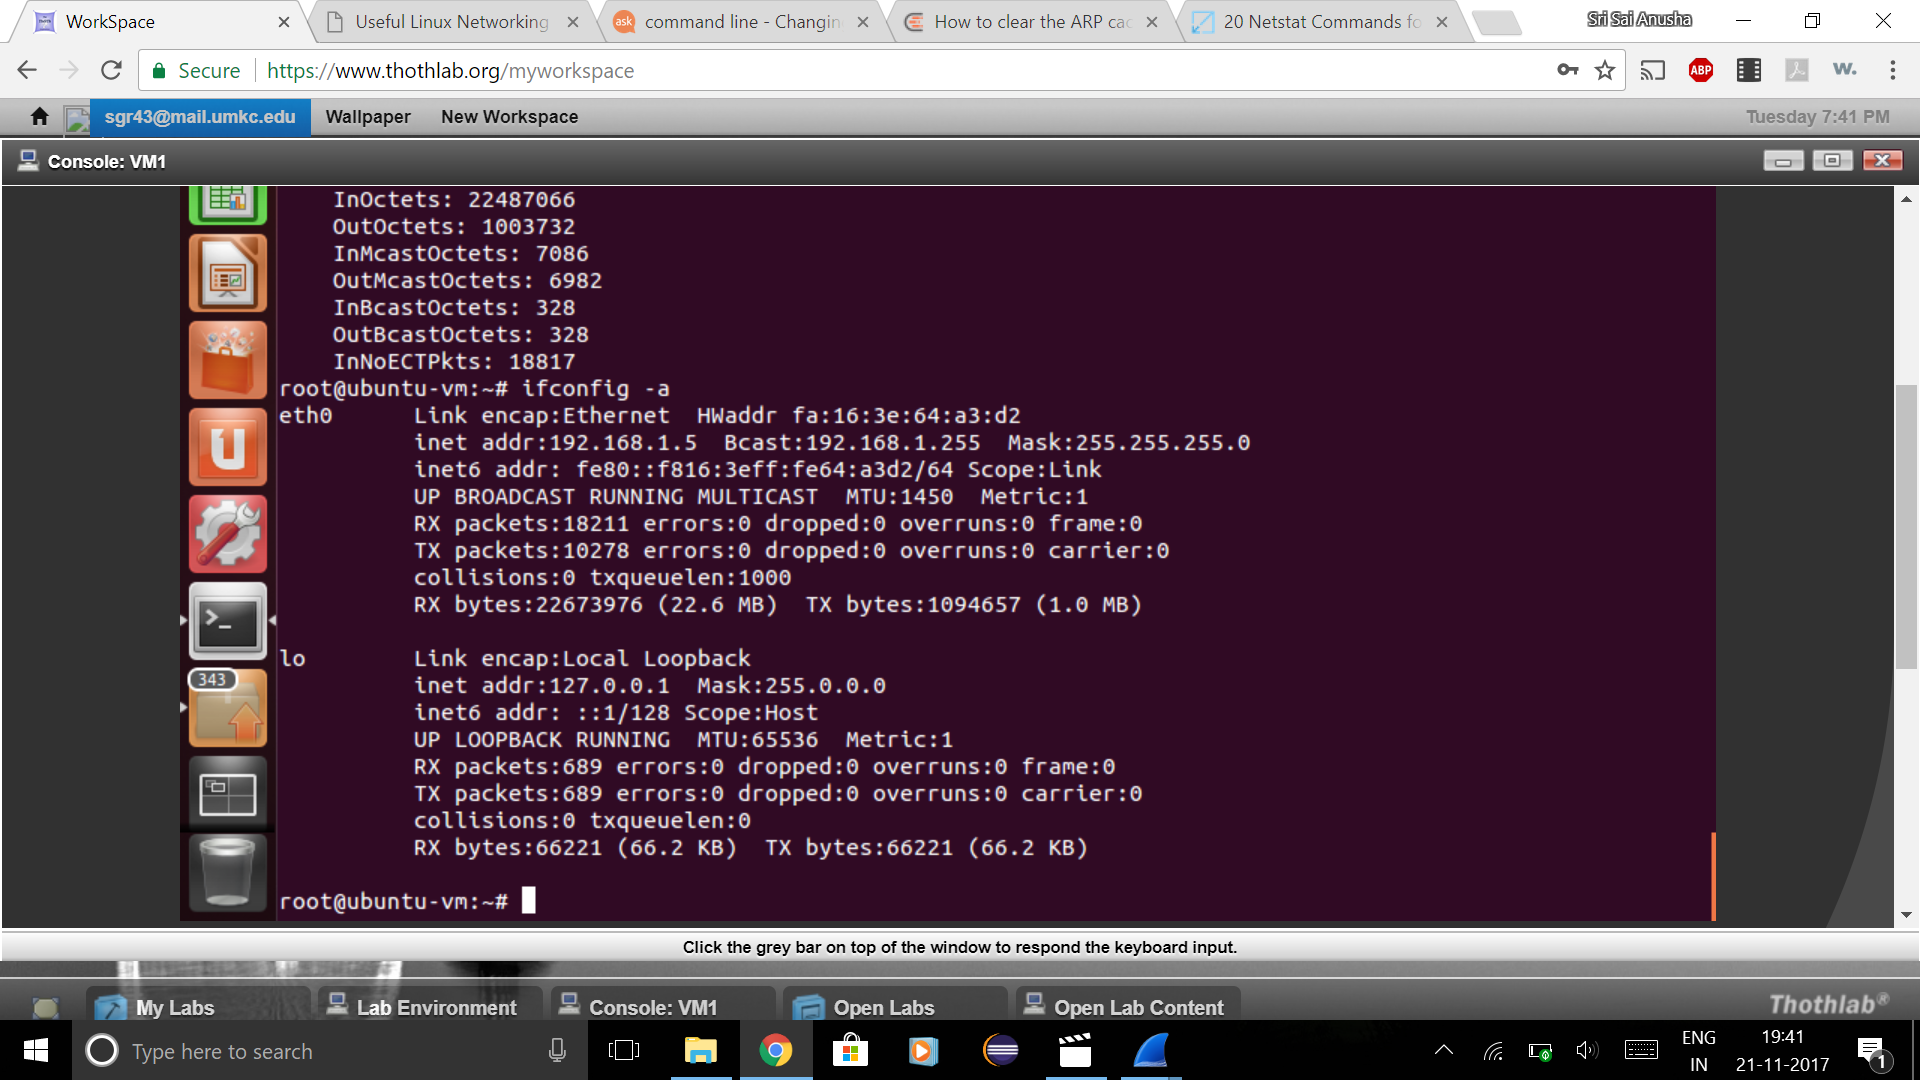 WorkSpace
Useful Linux Networking
ask command line - Changin
How to clear the ARP cac
20 Netstat Commands fo
Sri Sai Anusha
Secure https://www.thothlab.org/myworkspace
ABP
w.
sgr43@mail.umkc.edu Wallpaper New Workspace Tuesday 7:41 PM
Console: VM1
InOctets: 22487066
OutOctets: 1003732
InMcastOctets: 7086
OutMcastOctets: 6982
InBcastOctets: 328
OutBcastOctets: 328
InNoECTPkts: 18817
root@ubuntu-vm:~# ifconfig -a
eth0 Link encap:Ethernet HWaddr fa:16:3e:64:a3:d2
inet addr:192.168.1.5 Bcast:192.168.1.255 Mask:255.255.255.0
inet6 addr: fe80::f816:3eff:fe64:a3d2/64 Scope:Link
UP BROADCAST RUNNING MULTICAST MTU:1450 Metric:1
RX packets:18211 errors:0 dropped:0 overruns:0 frame:0
TX packets:10278 errors:0 dropped:0 overruns:0 carrier:0
collisions:0 txqueuelen:1000
RX bytes:22673976 (22.6 MB) TX bytes:1094657 (1.0 MB)
lo Link encap:Local Loopback
inet addr:127.0.0.1 Mask:255.0.0.0
inet6 addr: ::1/128 Scope:Host
UP LOOPBACK RUNNING MTU:65536 Metric:1
RX packets:689 errors:0 dropped:0 overruns:0 frame:0
TX packets:689 errors:0 dropped:0 overruns:0 carrier:0
collisions:0 txqueuelen:0
RX bytes:66221 (66.2 KB) TX bytes:66221 (66.2 KB)
root@ubuntu-vm:~#
343
Click the grey bar on top of the window to respond the keyboard input.
My Labs
Lab Environment
Console: VM1
Open Labs
Open Lab Content
Thothlab®
Type here to search
ENG
IN
19:41
21-11-2017
1